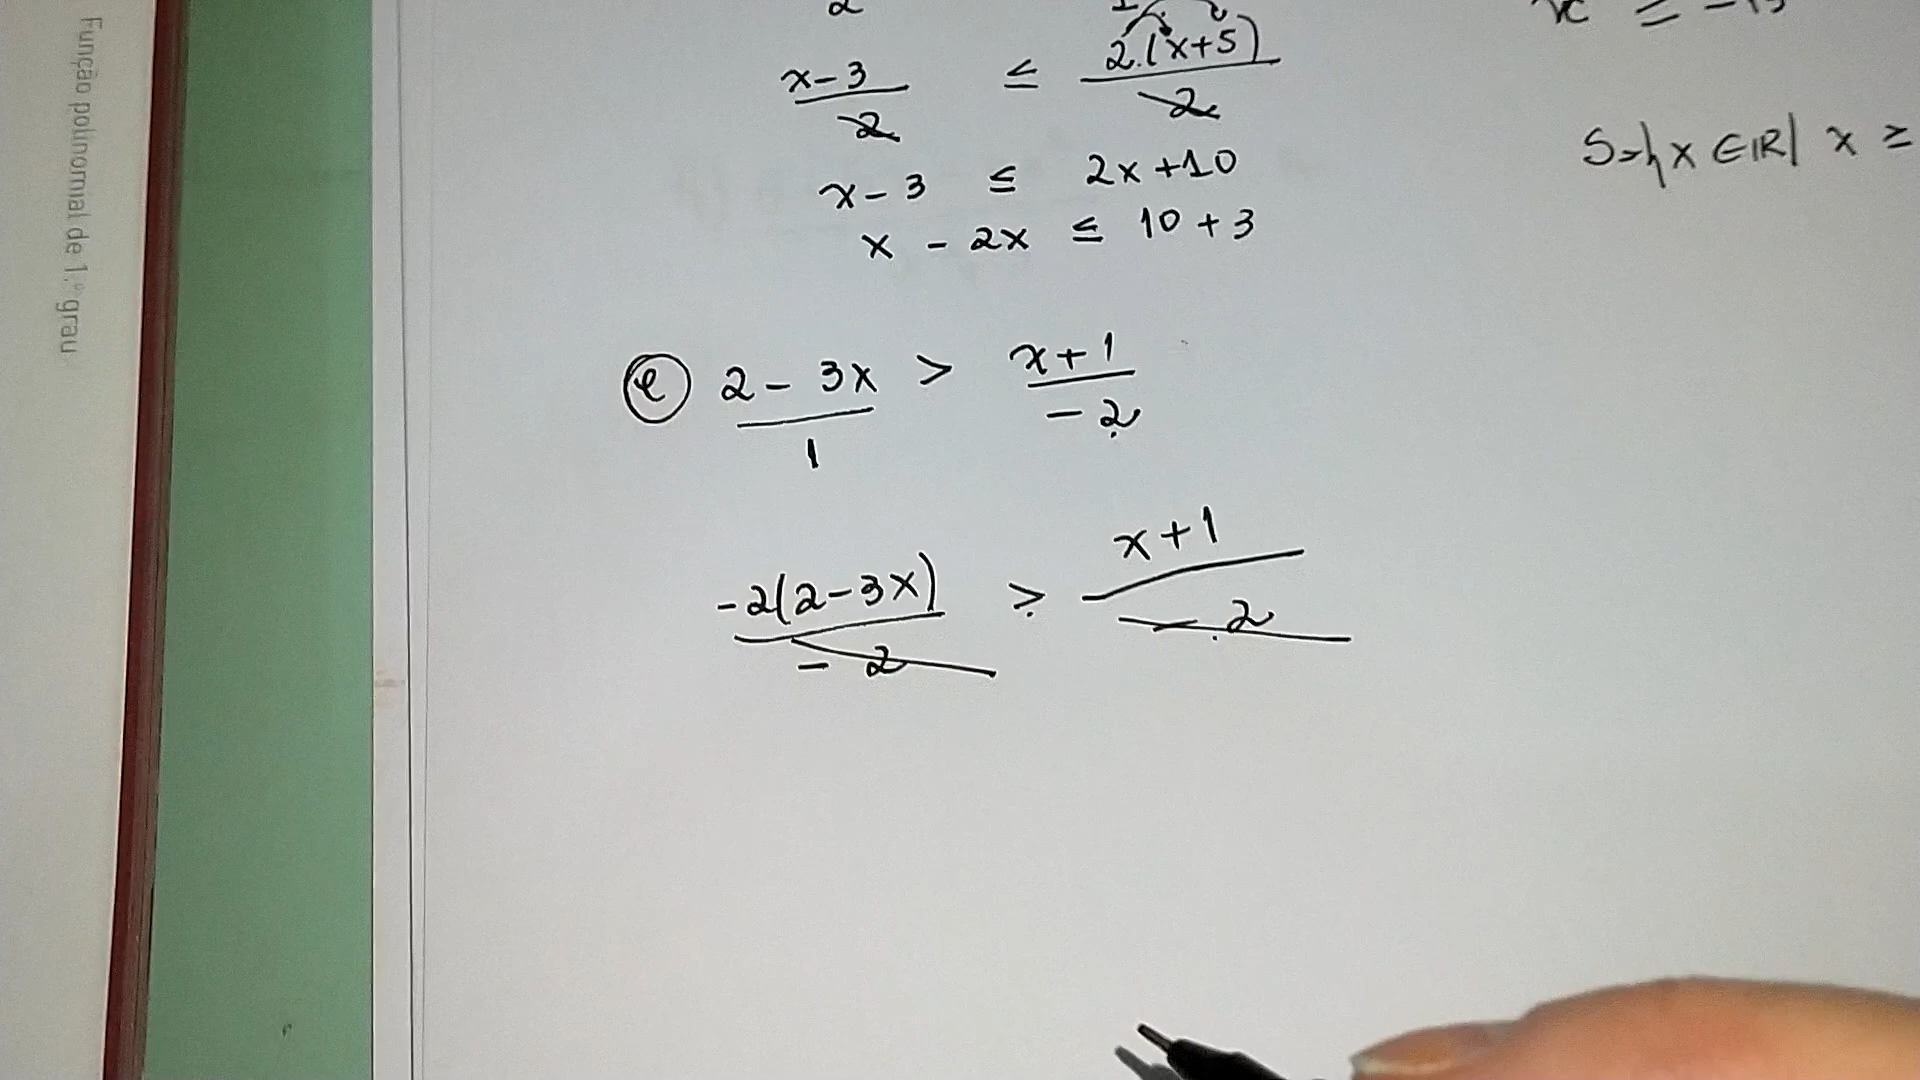 Função polinomial de 1.º grau
2
x-3/2 ≤ 2.(x+5)/2
x-3 ≤ 2x+10
x - 2x ≤ 10+3
S={x ∈ IR| x ≥
e 2-3x/1 > x+1/-2
-2(2-3x)/-2 > x+1/-2